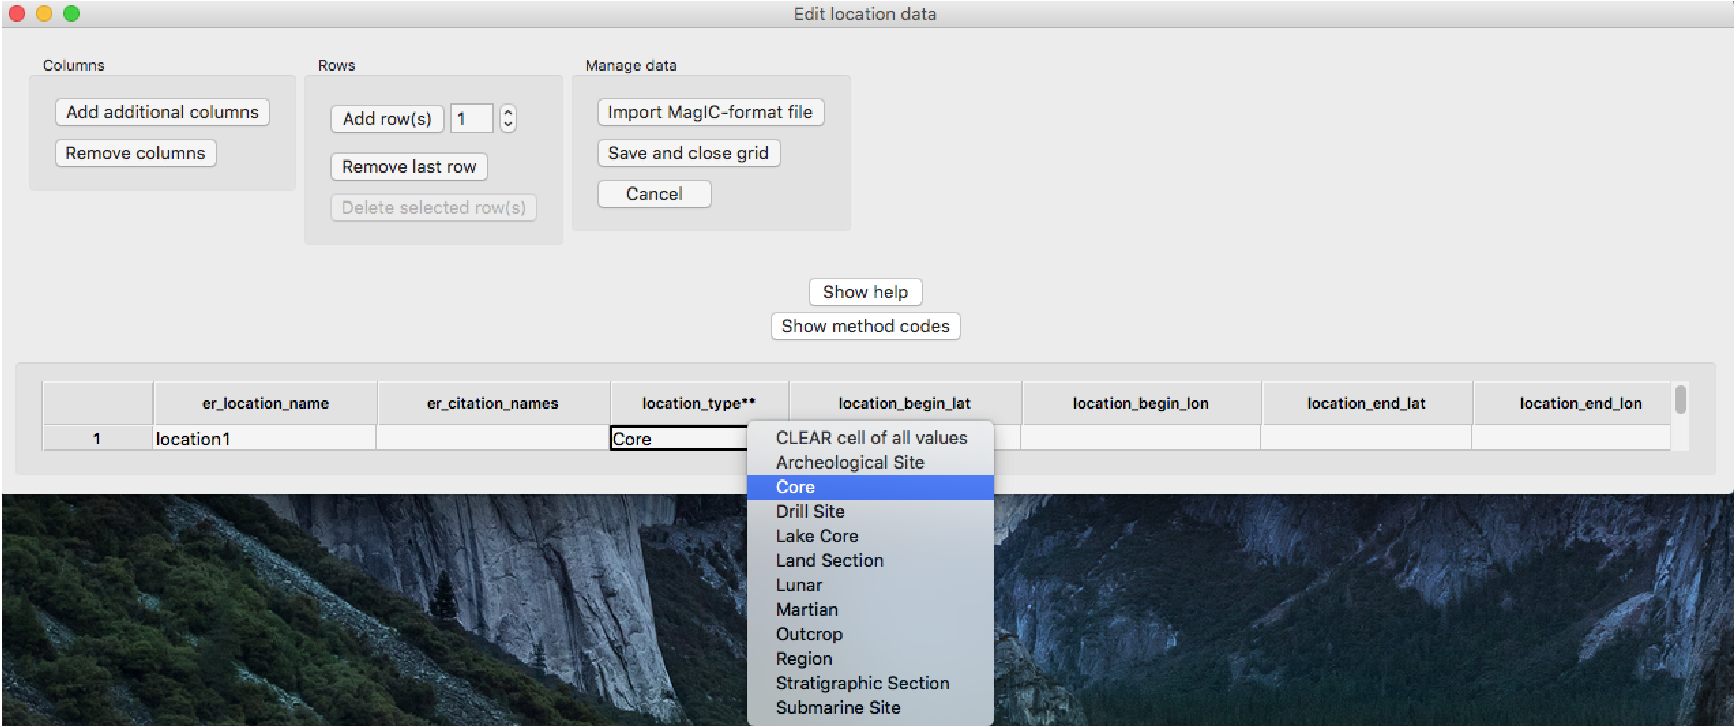 Edit location data
Columns
Add additional columns
Remove columns
Rows
Add row(s) 1
Remove last row
Delete selected row(s)
Manage data
Import MagIC-format file
Save and close grid
Cancel
Show help
Show method codes
er_location_name er_citation_names location_type** location_begin_lat location_begin_lon location_end_lat location_end_lon
1 location1 Core
CLEAR cell of all values
Archeological Site
Core
Drill Site
Lake Core
Land Section
Lunar
Martian
Outcrop
Region
Stratigraphic Section
Submarine Site